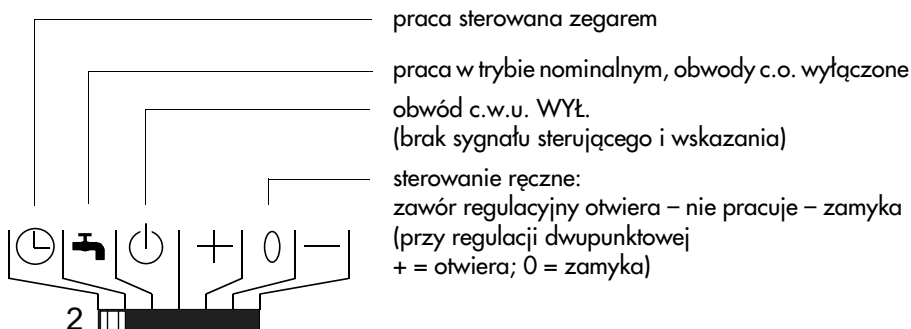 praca sterowana zegarem
praca w trybie nominalnym, obwody c.o. wyłączone
obwód c.w.u. WYŁ.
(brak sygnału sterującego i wskazania)
sterowanie ręczne:
zawór regulacyjny otwiera – nie pracuje – zamyka
(przy regulacji dwupunktowej
+ = otwiera; 0 = zamyka)
+ 0 –
2